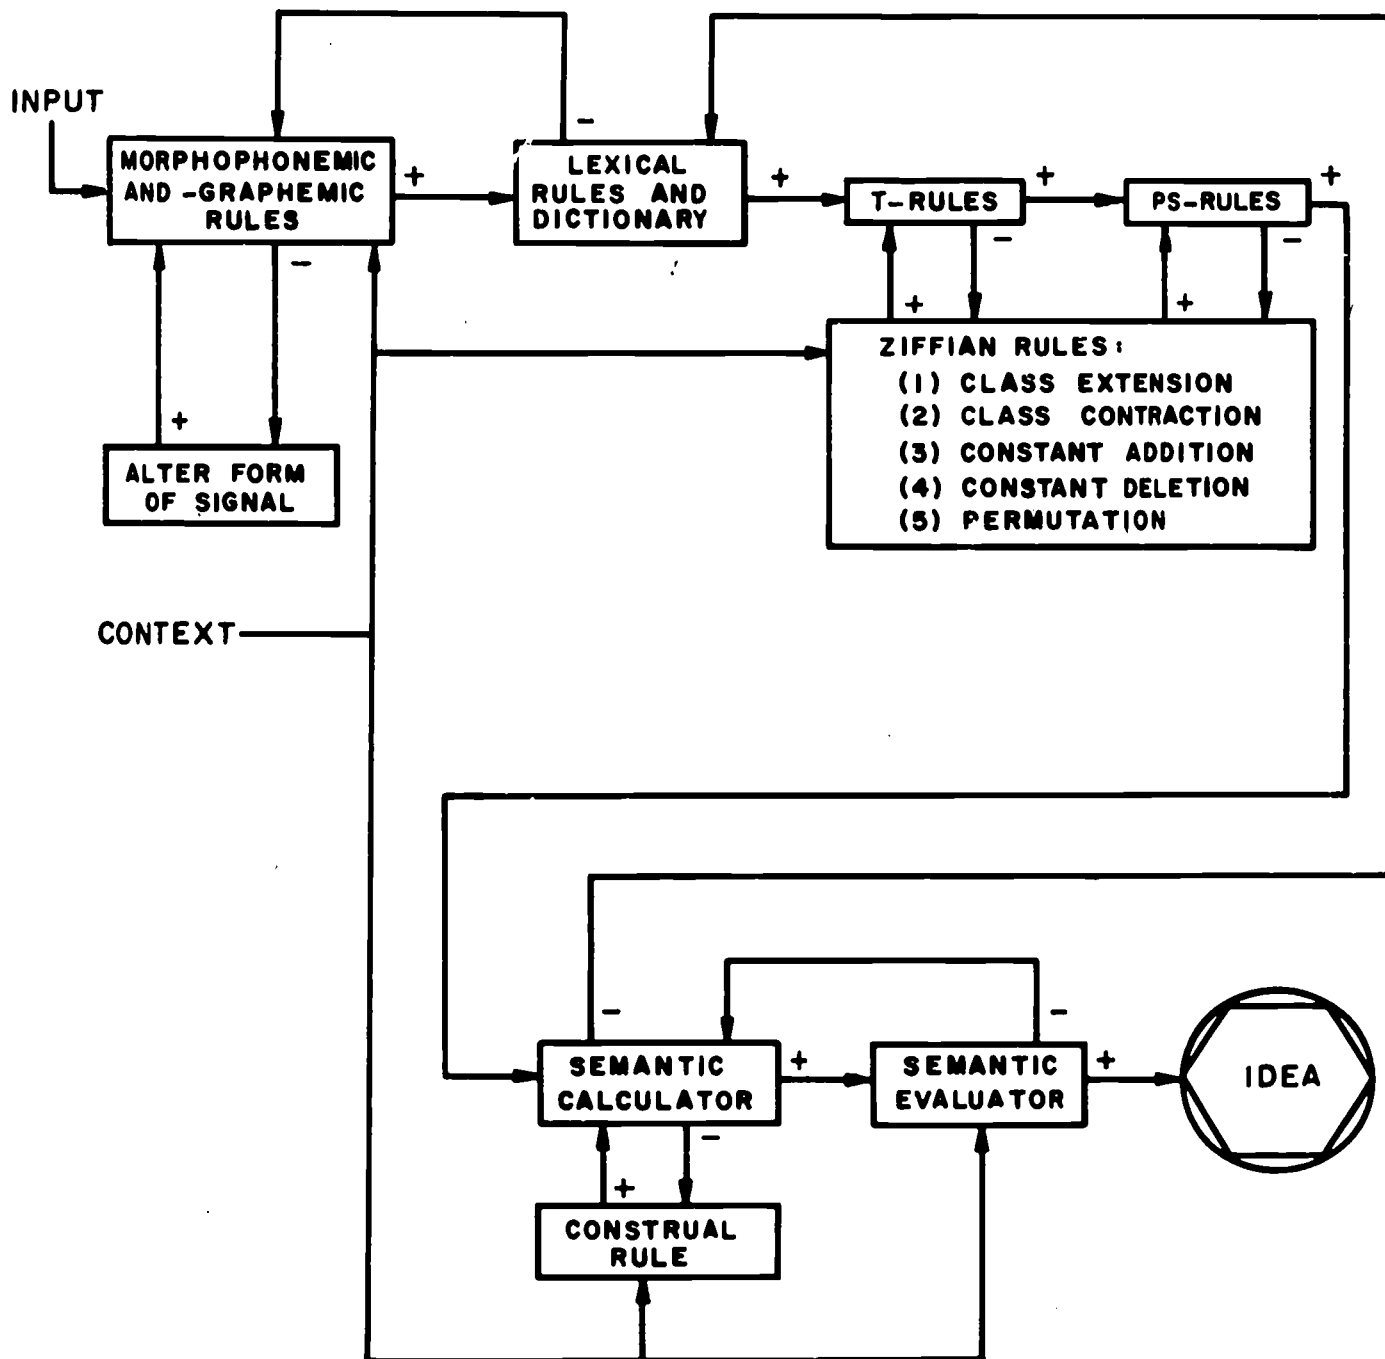 INPUT
MORPHOPHONEMIC
AND -GRAPHEMIC
RULES
+
-
-
LEXICAL
RULES AND
DICTIONARY
+
T-RULES
+
-
+
PS-RULES
+
-
+
ZIFFIAN RULES:
(1) CLASS EXTENSION
(2) CLASS CONTRACTION
(3) CONSTANT ADDITION
(4) CONSTANT DELETION
(5) PERMUTATION
+
ALTER FORM
OF SIGNAL
CONTEXT
-
SEMANTIC
CALCULATOR
+
-
-
SEMANTIC
EVALUATOR
+
IDEA
+
CONSTRUAL
RULE